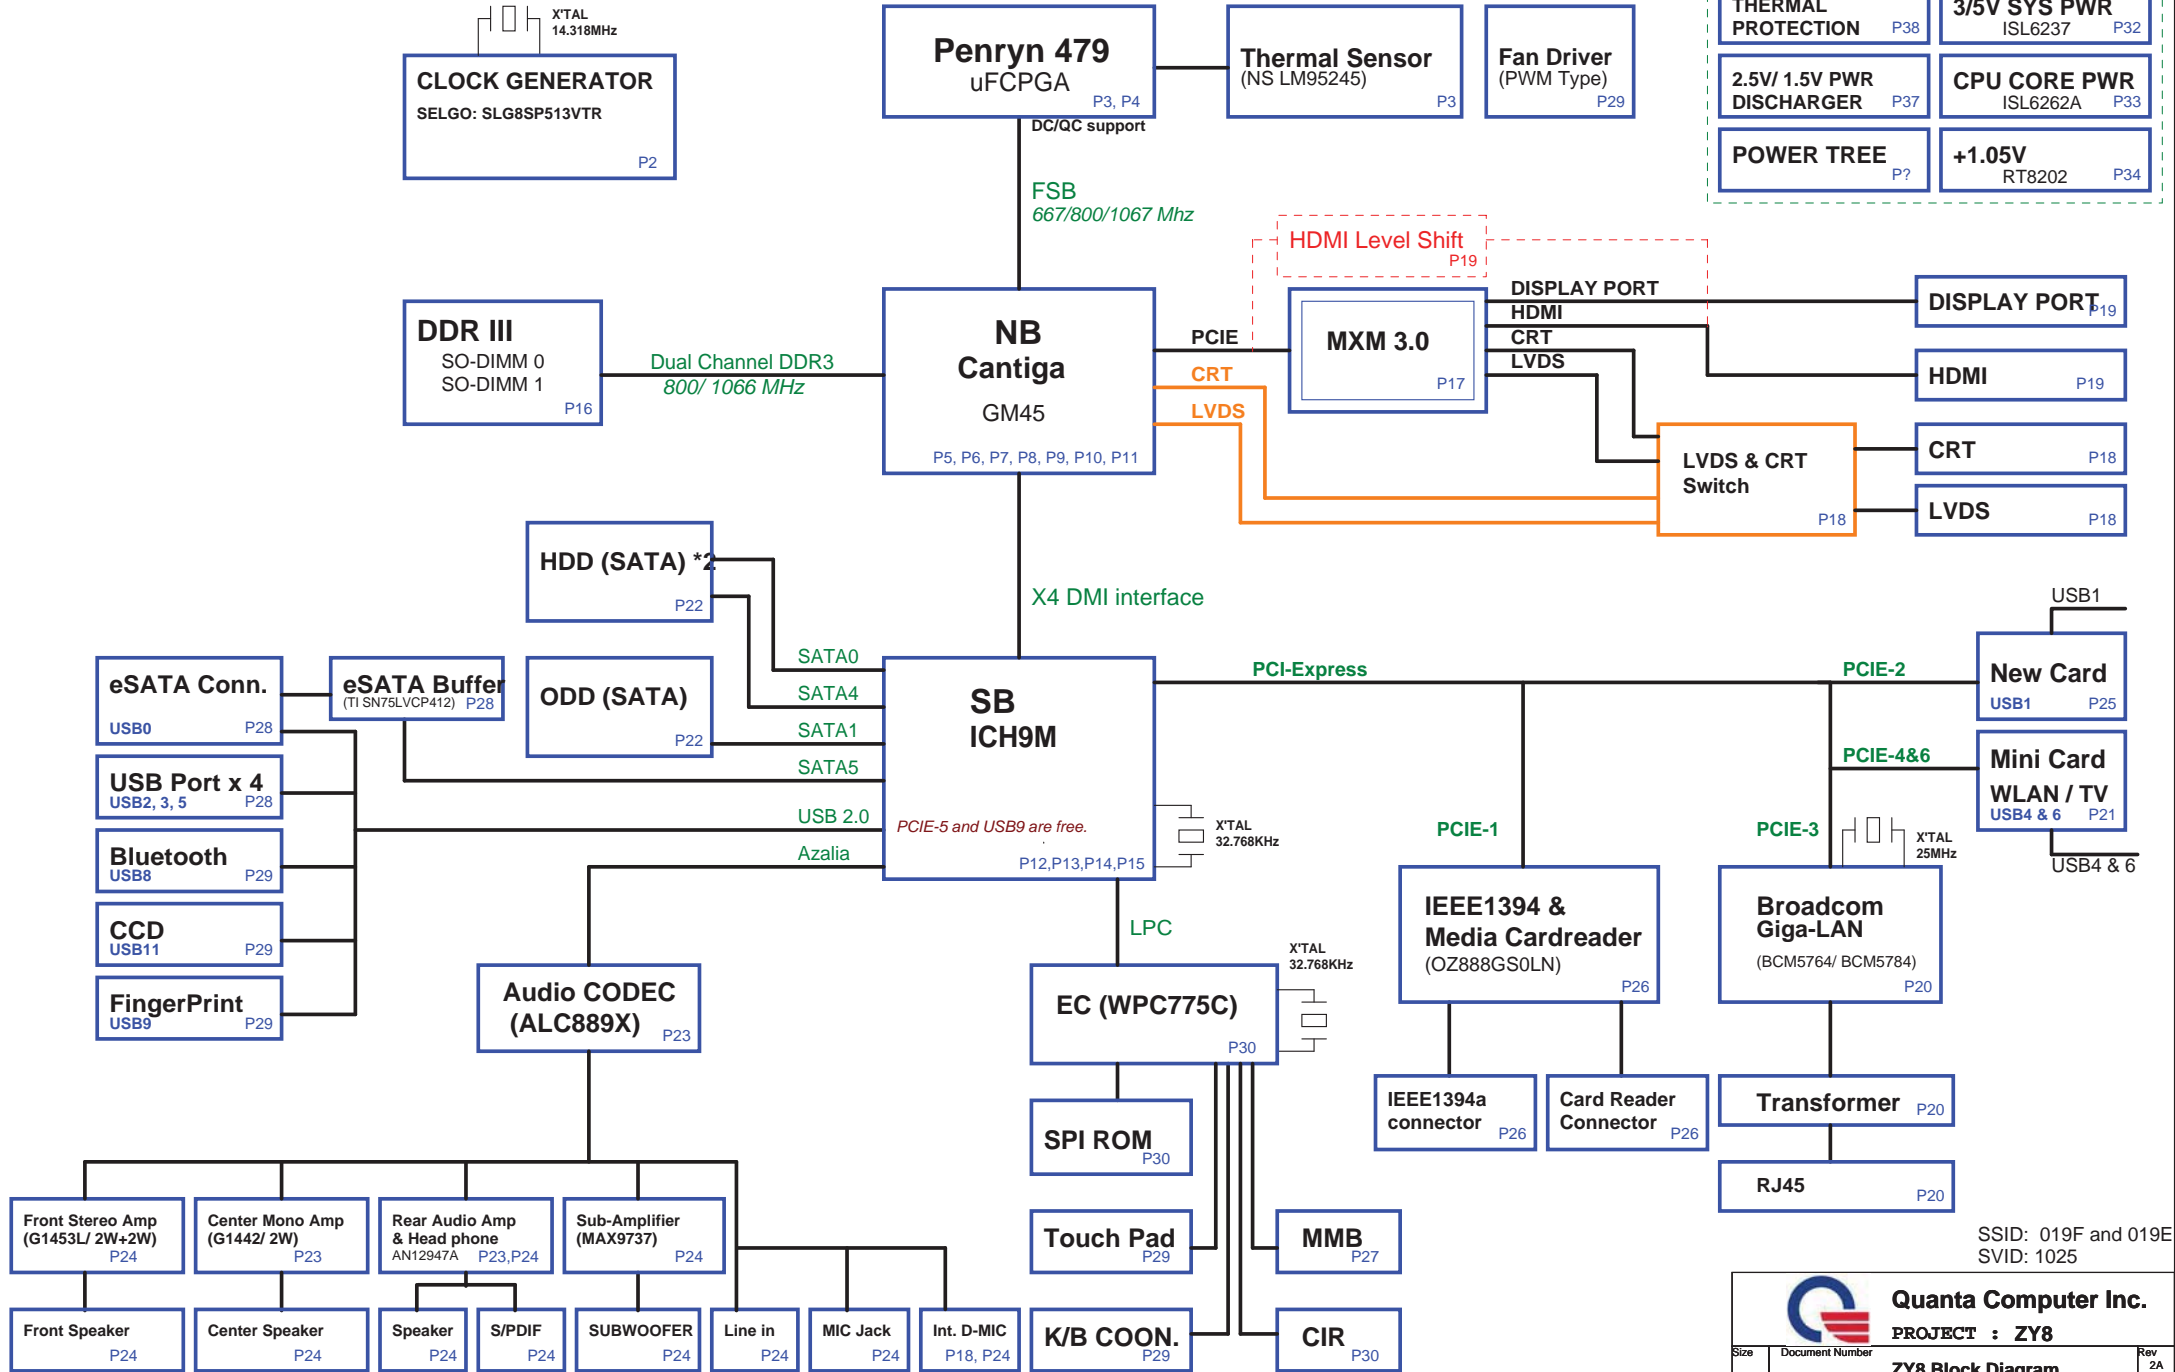 X'TAL
14.318MHz
CLOCK GENERATOR
SELGO: SLG8SP513VTR
P2
Penryn 479
uFCPGA
P3, P4
DC/QC support
Thermal Sensor
(NS LM95245)
P3
Fan Driver
(PWM Type)
P29
THERMAL
PROTECTION P38
3/5V SYS PWR
ISL6237 P32
2.5V/ 1.5V PWR
DISCHARGER P37
CPU CORE PWR
ISL6262A P33
POWER TREE
P?
+1.05V
RT8202 P34
FSB
667/800/1067 Mhz
HDMI Level Shift
P19
DDR III
SO-DIMM 0
SO-DIMM 1
P16
Dual Channel DDR3
800/ 1066 MHz
NB
Cantiga
GM45
P5, P6, P7, P8, P9, P10, P11
PCIE
CRT
LVDS
MXM 3.0
P17
DISPLAY PORT
HDMI
CRT
LVDS
DISPLAY PORT
P19
HDMI P19
CRT P18
LVDS P18
LVDS & CRT
Switch
P18
HDD (SATA) *2
P22
X4 DMI interface
ODD (SATA)
P22
SATA0
SATA4
SATA1
SATA5
USB 2.0
Azalia
eSATA Conn.
USB0 P28
eSATA Buffer
(TI SN75LVCP412) P28
USB Port x 4
USB2, 3, 5 P28
Bluetooth
USB8 P29
CCD
USB11 P29
FingerPrint
USB9 P29
SB
ICH9M
PCIE-5 and USB9 are free.
P12,P13,P14,P15
X'TAL
32.768KHz
PCI-Express
PCIE-2
PCIE-4&6
PCIE-1
PCIE-3
USB1
New Card
USB1 P25
Mini Card
WLAN / TV
USB4 & 6 P21
USB4 & 6
X'TAL
25MHz
IEEE1394 &
Media Cardreader
(OZ888GS0LN)
P26
Broadcom
Giga-LAN
(BCM5764/ BCM5784)
P20
LPC
X'TAL
32.768KHz
EC (WPC775C)
P30
Audio CODEC
(ALC889X)
P23
IEEE1394a
connector P26
Card Reader
Connector P26
Transformer P20
RJ45 P20
SPI ROM
P30
Touch Pad
P29
MMB
P27
K/B COON.
P29
CIR
P30
Front Stereo Amp
(G1453L/ 2W+2W)
P24
Center Mono Amp
(G1442/ 2W)
P23
Rear Audio Amp
& Head phone
AN12947A P23,P24
Sub-Amplifier
(MAX9737)
P24
Front Speaker
P24
Center Speaker
P24
Speaker
P24
S/PDIF
P24
SUBWOOFER
P24
Line in
P24
MIC Jack
P24
Int. D-MIC
P18, P24
SSID: 019F and 019E
SVID: 1025
Quanta Computer Inc.
PROJECT : ZY8
Size Document Number Rev
ZY8 Block Diagram 2A